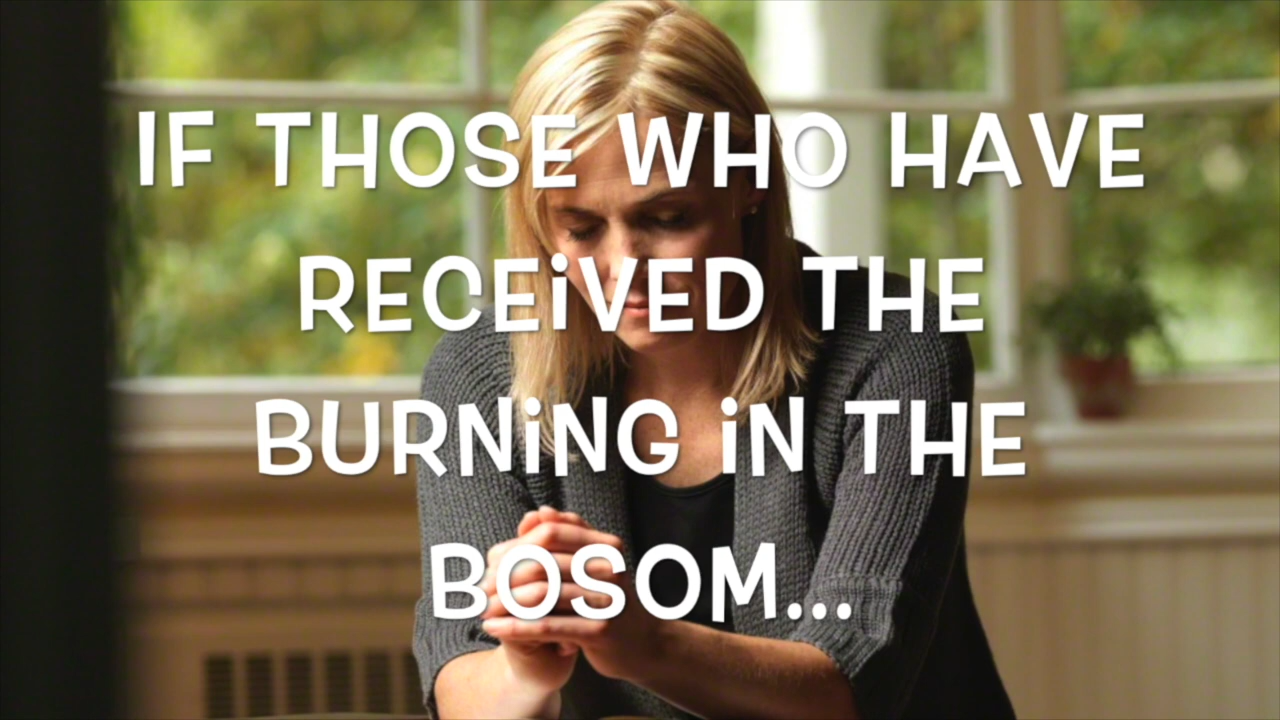 IF THOSE WHO HAVE
RECEiVED THE
BURNiNG iN THE
BOSOM...